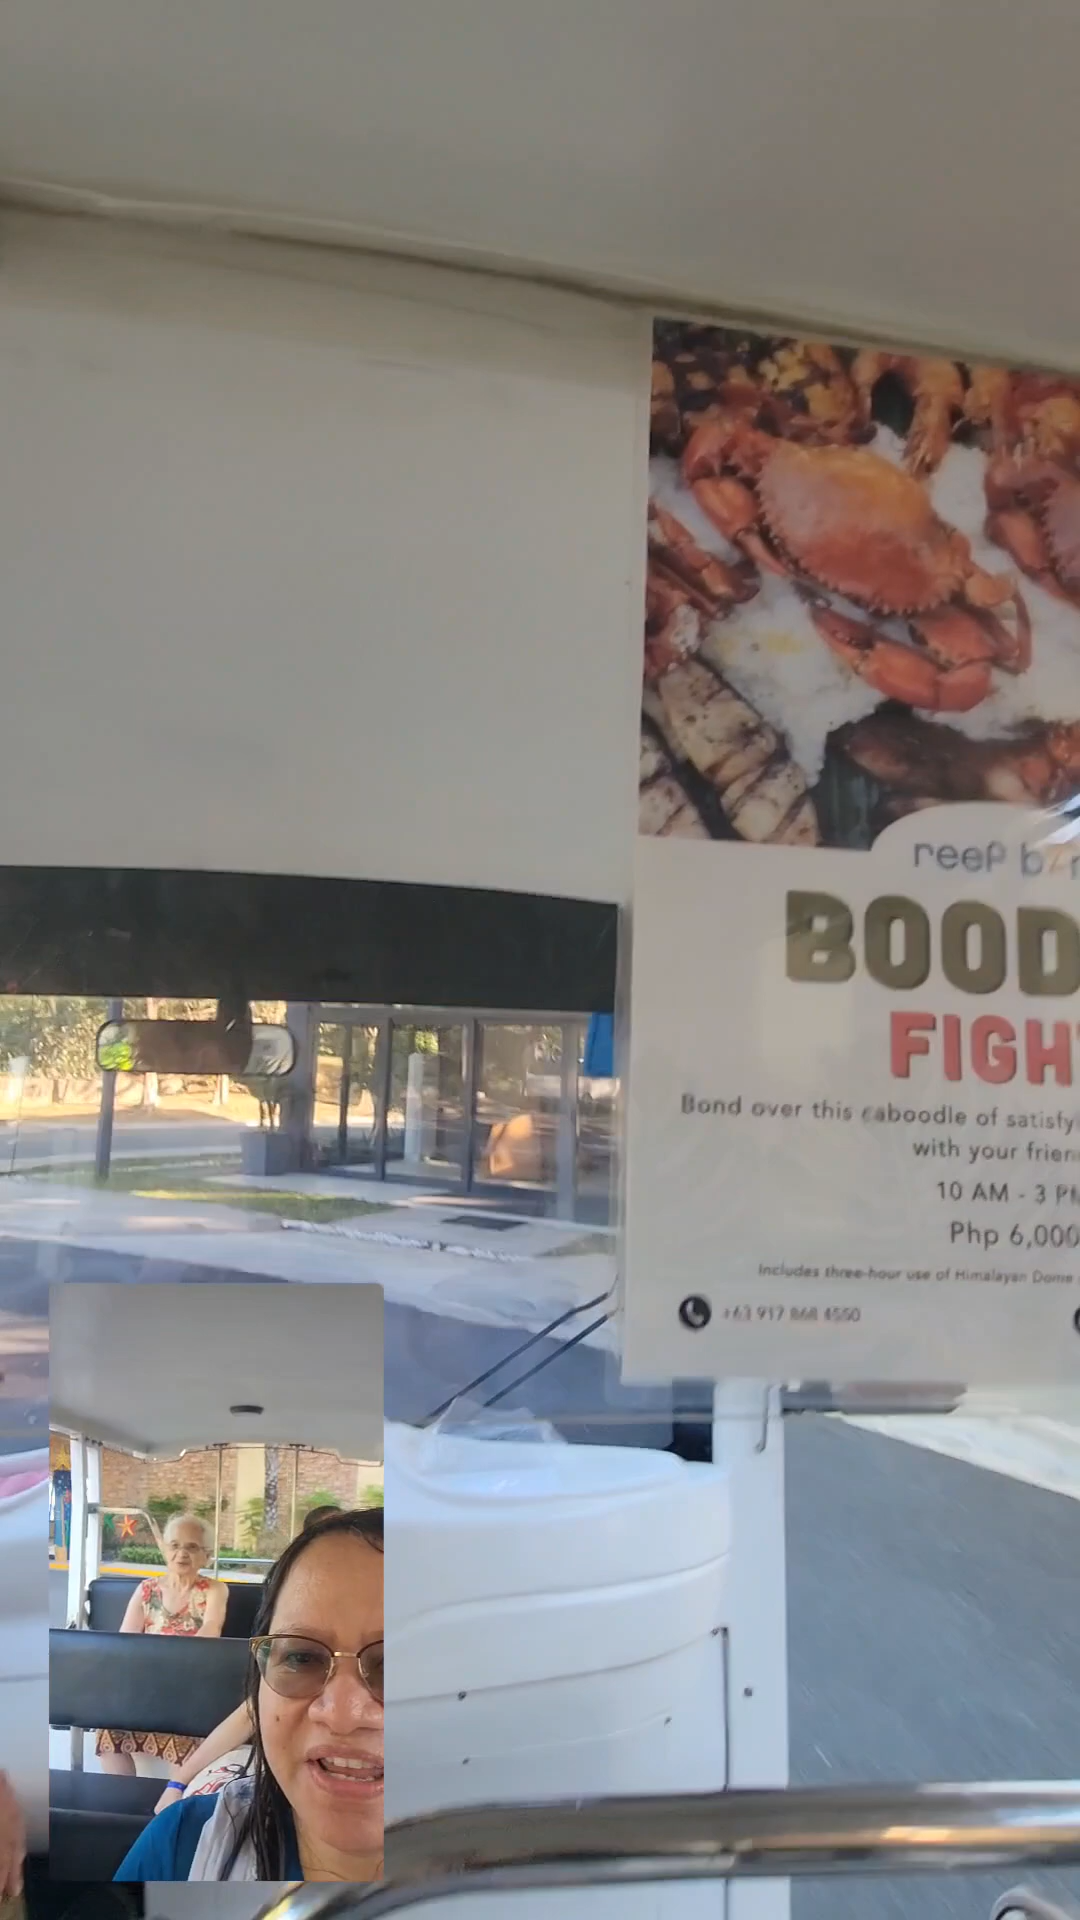 reef b
BOOD
FIGH
Bond over this caboodle of satisfy
with your frien
10 AM - 3 P
Php 6,000
Includes three-hour use of Himalayan Dome
+63 917 868 4550